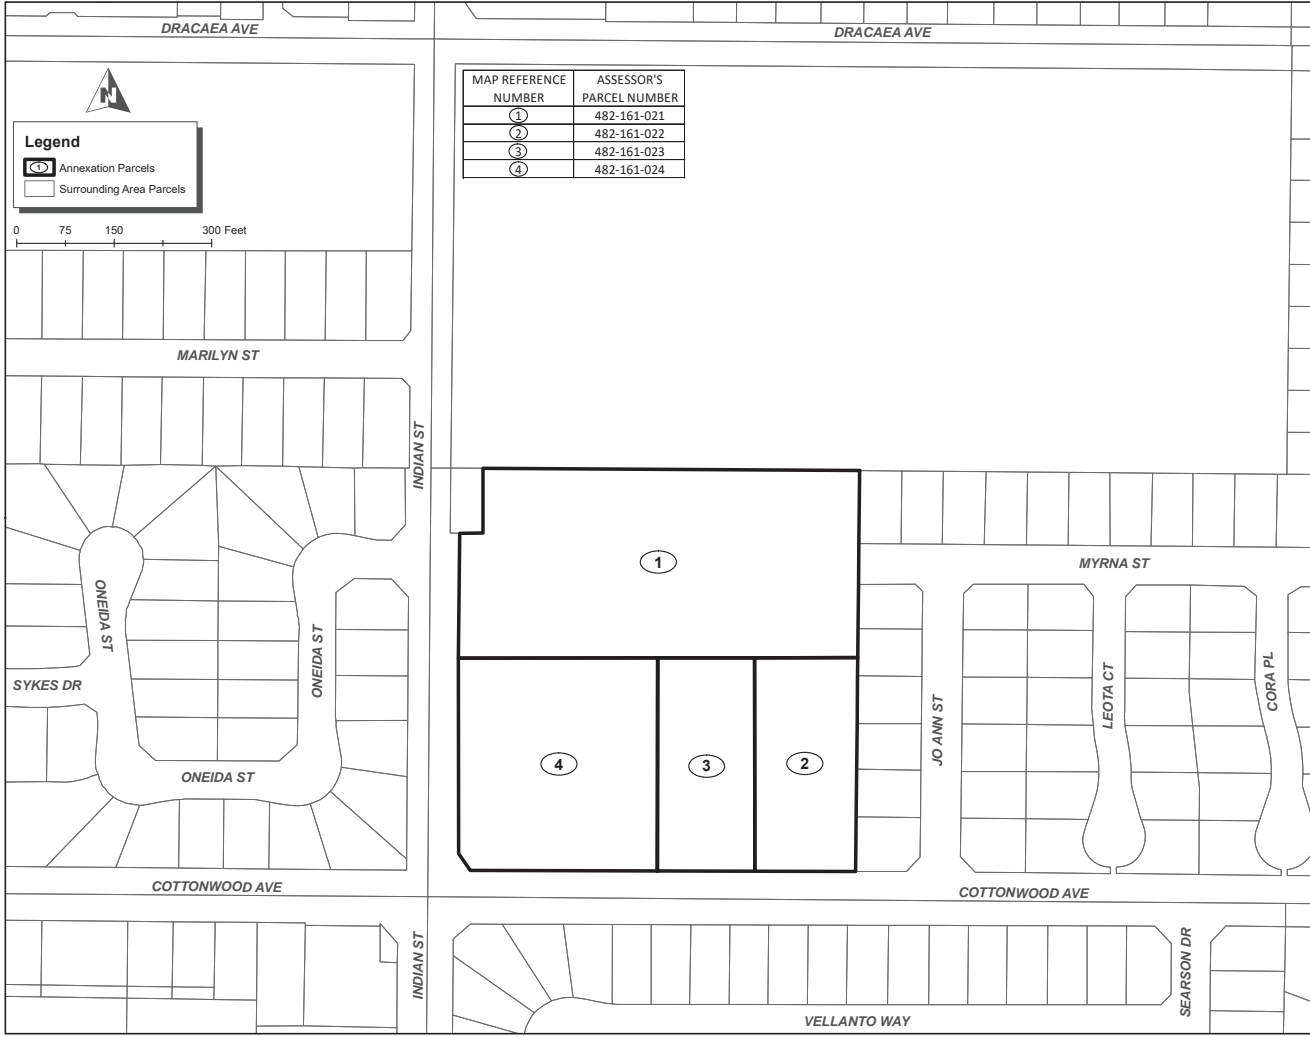 DRACAEA AVE
DRACAEA AVE
N
MAP REFERENCE NUMBER ASSESSOR'S PARCEL NUMBER
1 482-161-021
2 482-161-022
3 482-161-023
4 482-161-024
Legend
1 Annexation Parcels
Surrounding Area Parcels
0 75 150 300 Feet
MARILYN ST
INDIAN ST
1
MYRNA ST
ONEIDA ST
ONEIDA ST
SYKES DR
LEOTA CT
CORA PL
JO ANN ST
4
3
2
ONEIDA ST
COTTONWOOD AVE
COTTONWOOD AVE
INDIAN ST
SEARSON DR
VELLANTO WAY